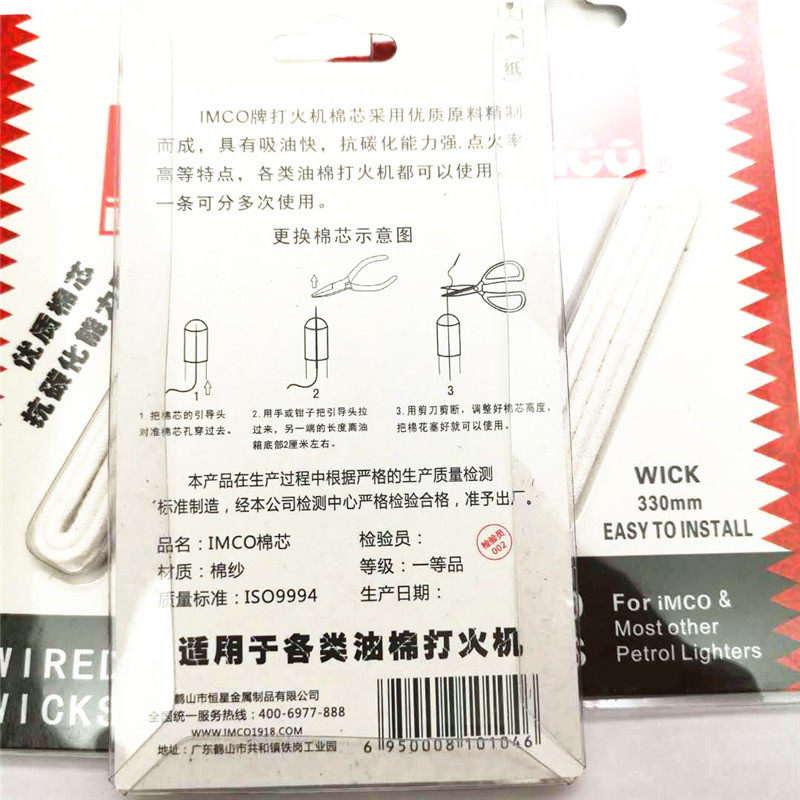 纸
IMCO牌打火机棉芯采用优质原料精制
而成，具有吸油快，抗碳化能力强.点火率
高等特点，各类油棉打火机都可以使用。
一条可分多次使用。
更换棉芯示意图
1
2
3
1.把棉芯的引导头
对准棉芯孔穿过去。
2.用手或钳子把引导头拉
过来，另一端的长度离油
箱底部2厘米左右。
3.用剪刀剪断，调整好棉芯高度，
把棉花塞好就可以使用。
本产品在生产过程中根据严格的生产质量检测
标准制造，经本公司检测中心严格检验合格，准予出厂。
品名：IMCO棉芯
检验员：
检验员
002
材质：棉纱
等级：一等品
质量标准：ISO9994
生产日期：
适用于各类油棉打火机
鹤山市恒星金属制品有限公司
全国统一服务热线：400-6977-888
WWW.IMCO1918.COM
地址：广东鹤山市共和镇铁岗工业园
6 950008 101046
优质棉芯
抗碳化能力
WIRED
WICKS
WICK
330mm
EASY TO INSTALL
For iMCO &
Most other
Petrol Lighters